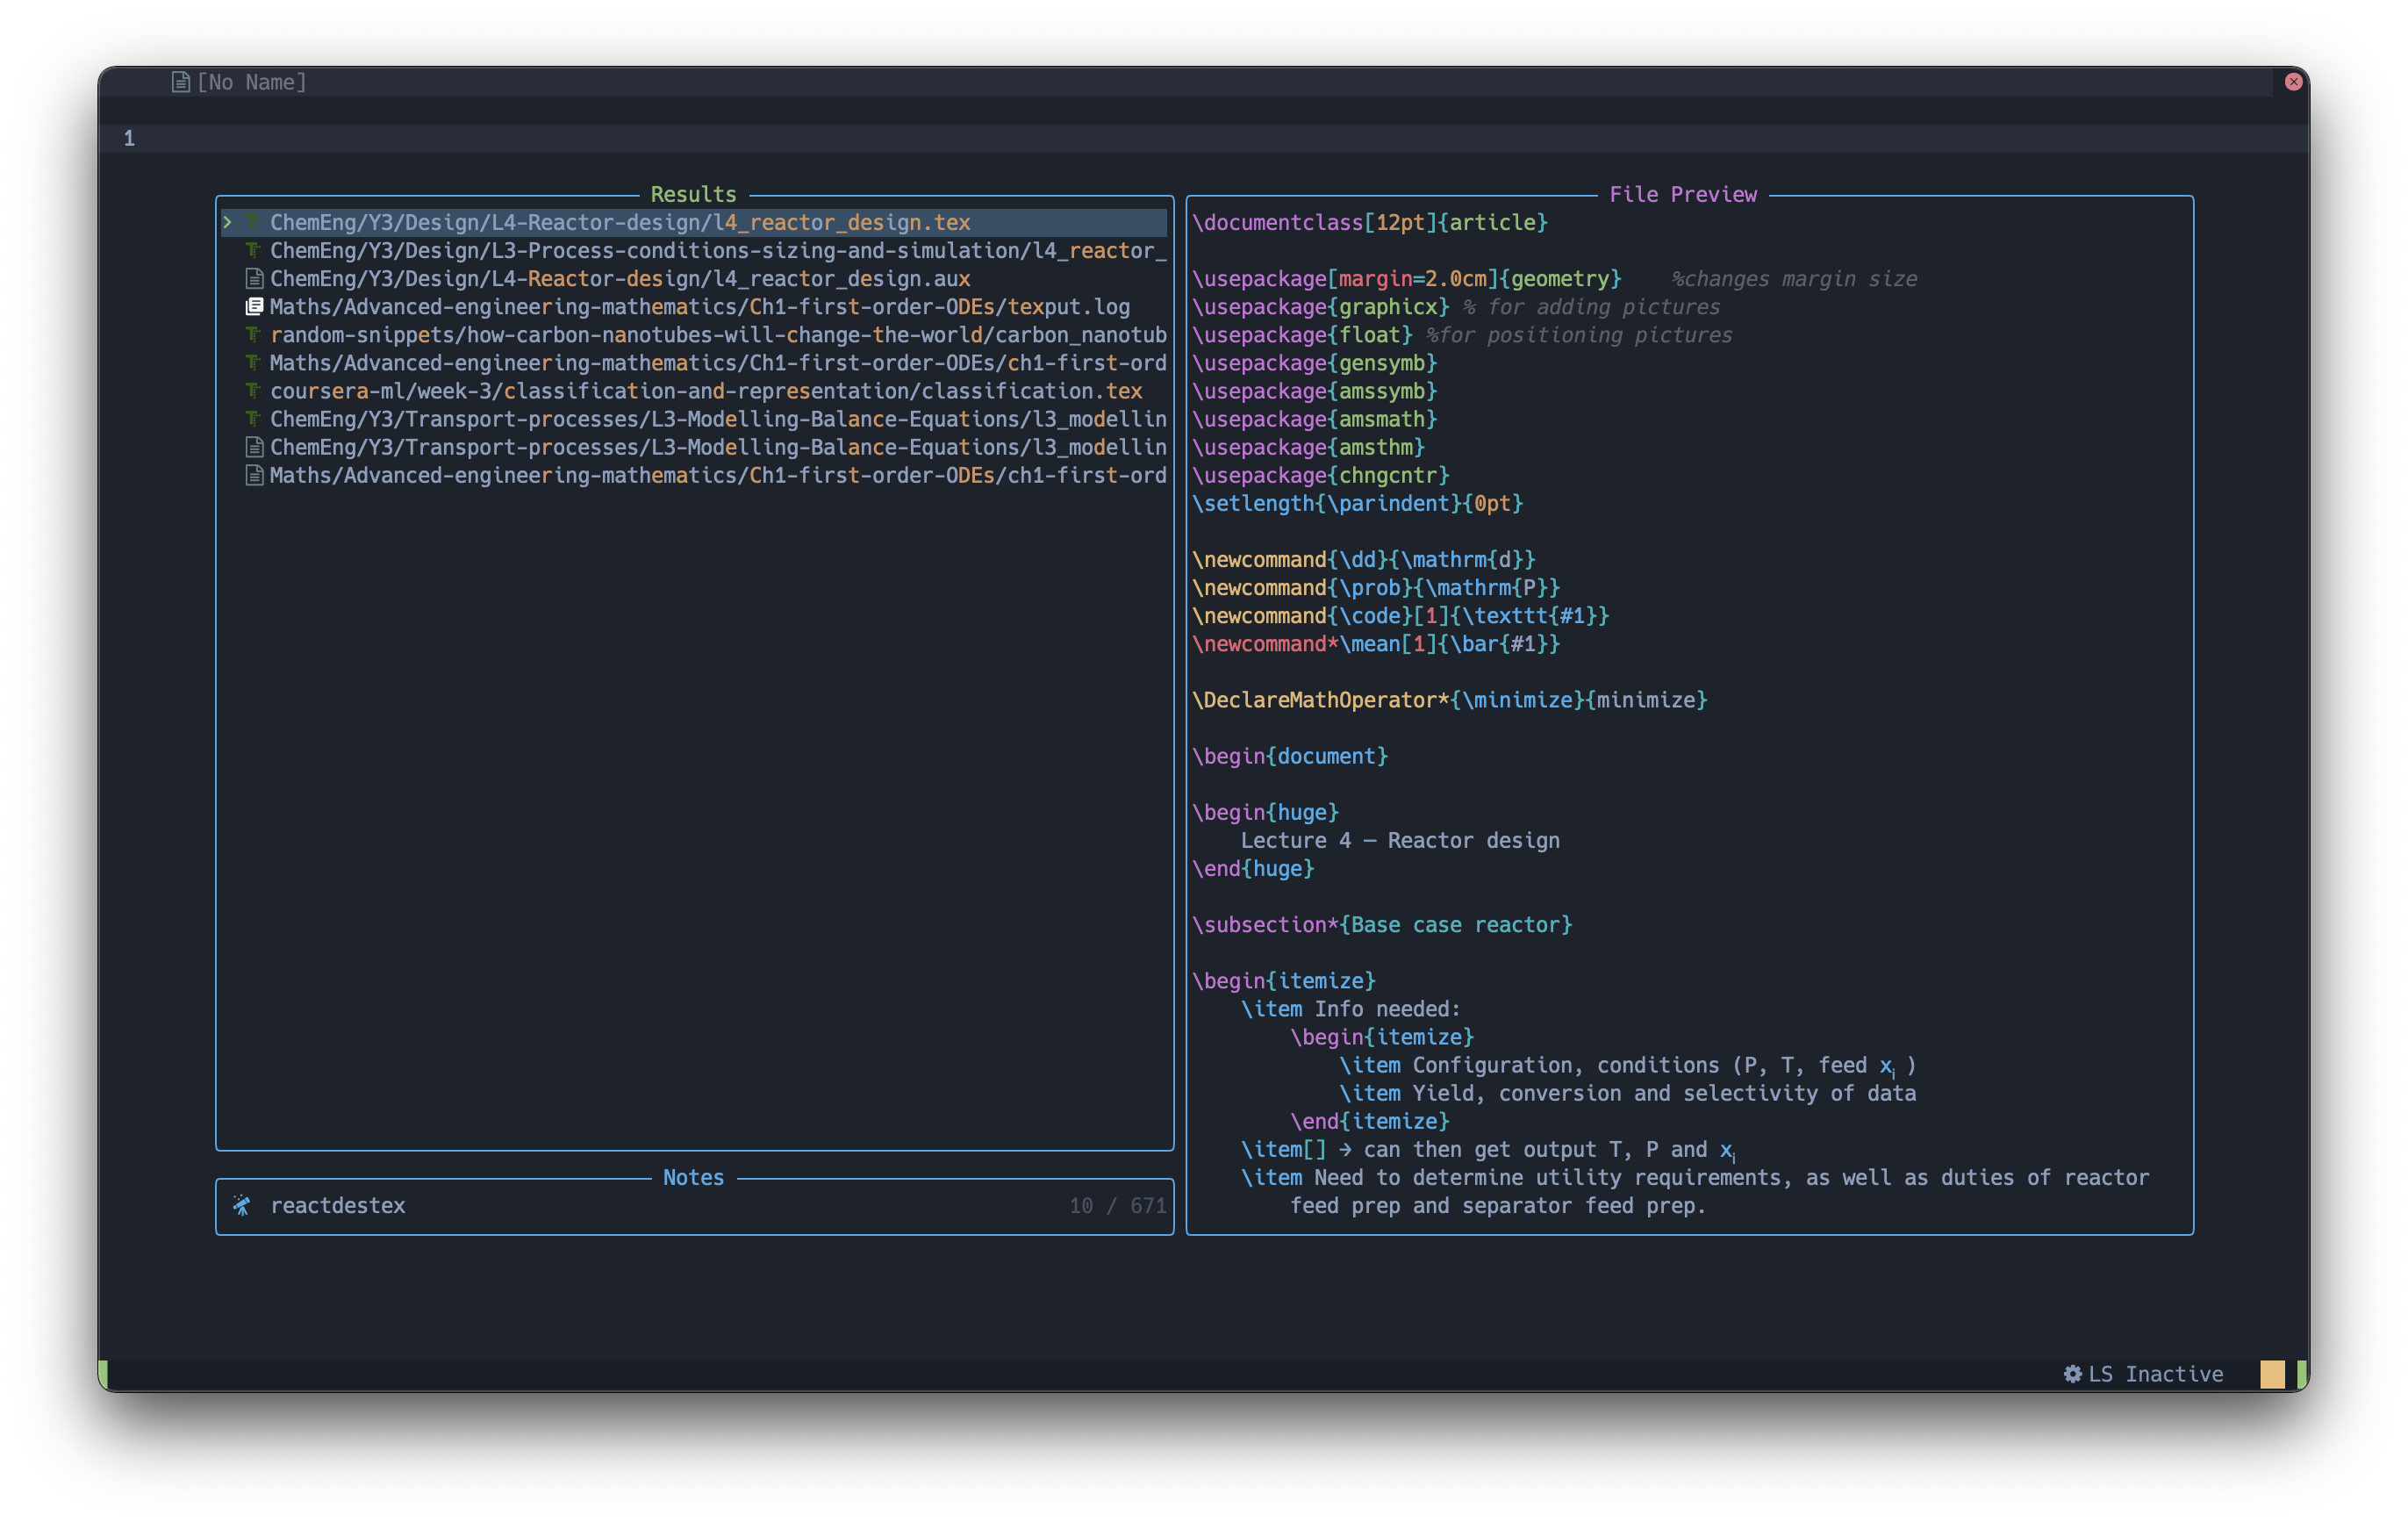 [No Name]
1
Results
> ChemEng/Y3/Design/L4-Reactor-design/l4_reactor_design.tex
ChemEng/Y3/Design/L3-Process-conditions-sizing-and-simulation/l4_reactor_
ChemEng/Y3/Design/L4-Reactor-design/l4_reactor_design.aux
Maths/Advanced-engineering-mathematics/Ch1-first-order-ODEs/texput.log
random-snippets/how-carbon-nanotubes-will-change-the-world/carbon_nanotub
Maths/Advanced-engineering-mathematics/Ch1-first-order-ODEs/ch1-first-ord
coursera-ml/week-3/classification-and-representation/classification.tex
ChemEng/Y3/Transport-processes/L3-Modelling-Balance-Equations/l3_modellin
ChemEng/Y3/Transport-processes/L3-Modelling-Balance-Equations/l3_modellin
Maths/Advanced-engineering-mathematics/Ch1-first-order-ODEs/ch1-first-ord
Notes
reactdestex 10 / 671
File Preview
\documentclass[12pt]{article}
\usepackage[margin=2.0cm]{geometry} %changes margin size
\usepackage{graphicx} % for adding pictures
\usepackage{float} %for positioning pictures
\usepackage{gensymb}
\usepackage{amssymb}
\usepackage{amsmath}
\usepackage{amsthm}
\usepackage{chngcntr}
\setlength{\parindent}{0pt}
\newcommand{\dd}{\mathrm{d}}
\newcommand{\prob}{\mathrm{P}}
\newcommand{\code}[1]{\texttt{#1}}
\newcommand*\mean[1]{\bar{#1}}
\DeclareMathOperator*{\minimize}{minimize}
\begin{document}
\begin{huge}
Lecture 4 – Reactor design
\end{huge}
\subsection*{Base case reactor}
\begin{itemize}
\item Info needed:
\begin{itemize}
\item Configuration, conditions (P, T, feed xᵢ )
\item Yield, conversion and selectivity of data
\end{itemize}
\item[] → can then get output T, P and xᵢ
\item Need to determine utility requirements, as well as duties of reactor
feed prep and separator feed prep.
LS Inactive